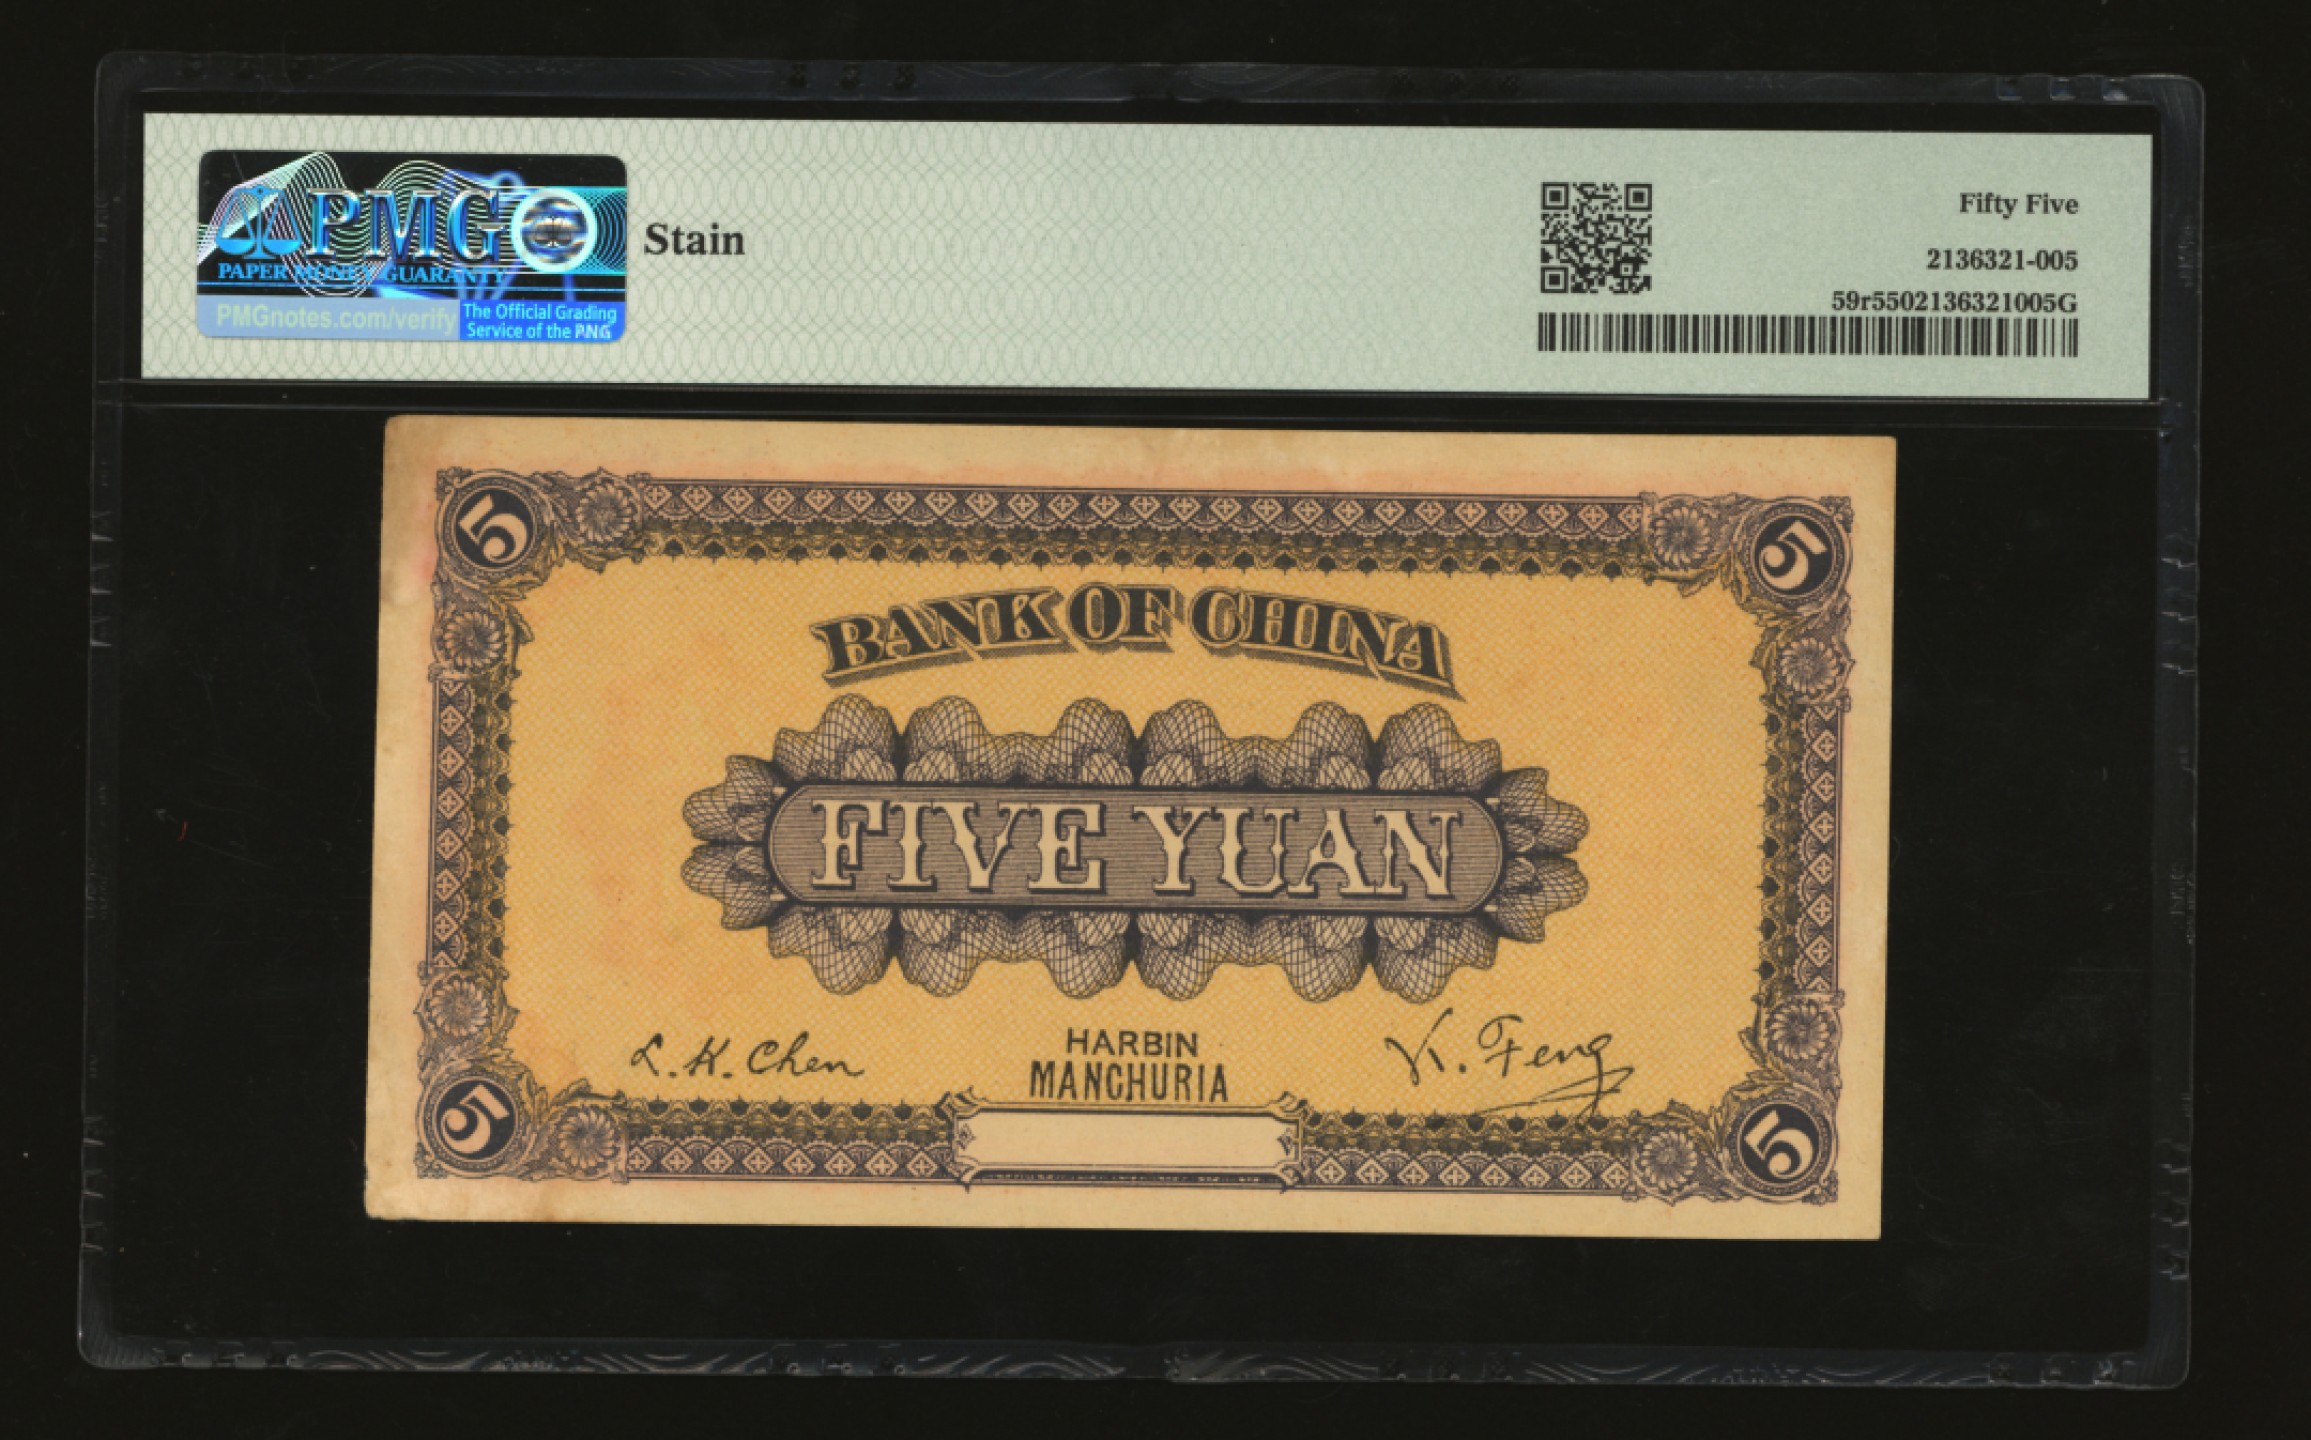 PMG
PAPER MONEY GUARANTY
PMGnotes.com/verify
The Official Grading
Service of the PNG
Stain
Fifty Five
2136321-005
59r5502136321005G
5
5
BANK OF CHINA
FIVE YUAN
L. K. Chen
HARBIN
MANCHURIA
K. Feng
5
5